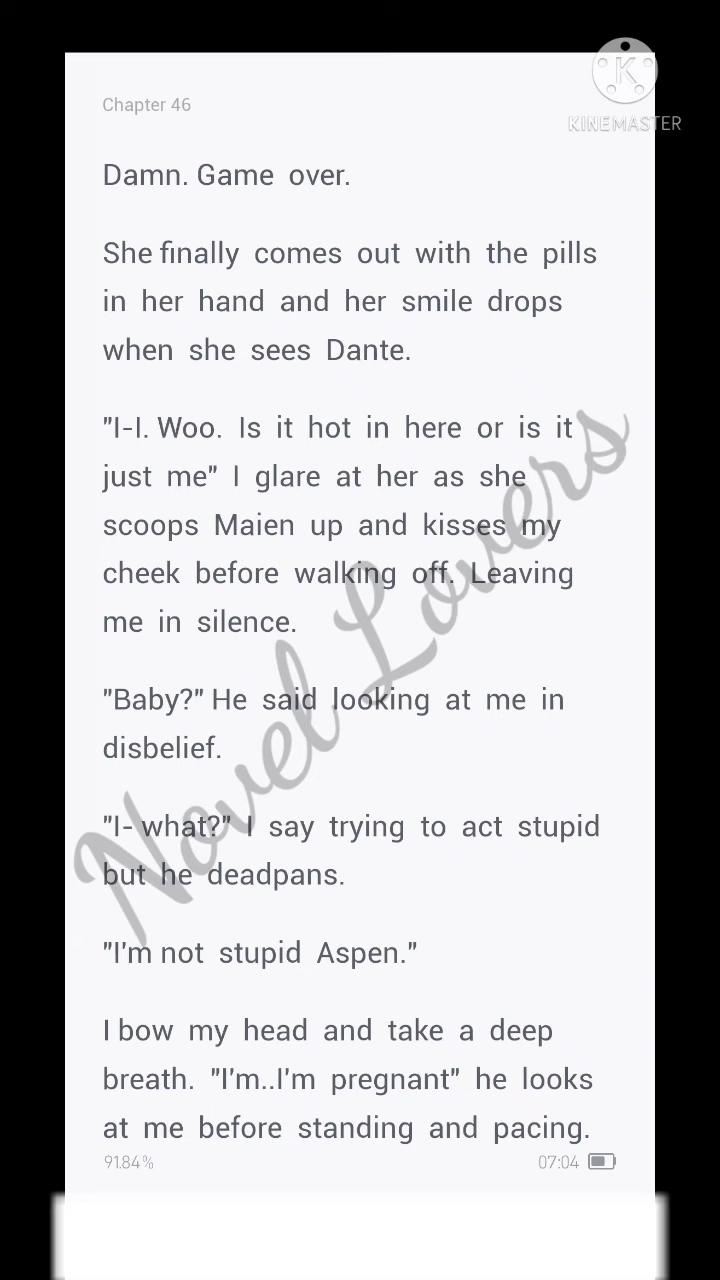 KINEMASTER
Chapter 46
Damn. Game over.
She finally comes out with the pills
in her hand and her smile drops
when she sees Dante.
"I-I. Woo. Is it hot in here or is it
just me" I glare at her as she
scoops Maien up and kisses my
cheek before walking off. Leaving
me in silence.
"Baby?" He said looking at me in
disbelief.
"I- what?" I say trying to act stupid
but he deadpans.
"I'm not stupid Aspen."
I bow my head and take a deep
breath. "I'm..I'm pregnant" he looks
at me before standing and pacing.
91.84%
07:04
Novel Lovers